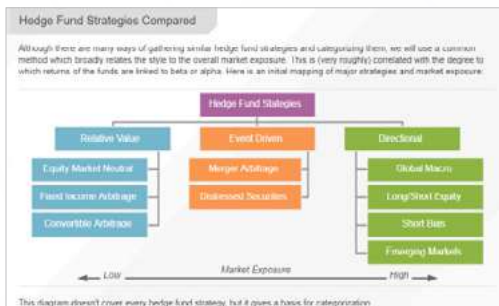 Hedge Fund Strategies Compared
Although there are many ways of gathering similar hedge fund strategies and categorizing them, we will use a common
method which broadly relates the style to the overall market exposure. This is (very roughly) correlated with the degree to
which returns of the funds are linked to beta or alpha. Here is an initial mapping of major strategies and market exposure:
Hedge Fund Stategies
Relative Value
Event Driven
Directional
Equity Market Neutral
Merger Arbitrage
Global Macro
Fixed Income Arbitrage
Distressed Securities
Long/Short Equity
Convertible Arbitrage
Short Bias
Emerging Markets
Low
Market Exposure
High
This diagram doesn't cover every hedge fund strategy, but it gives a basis for categorization